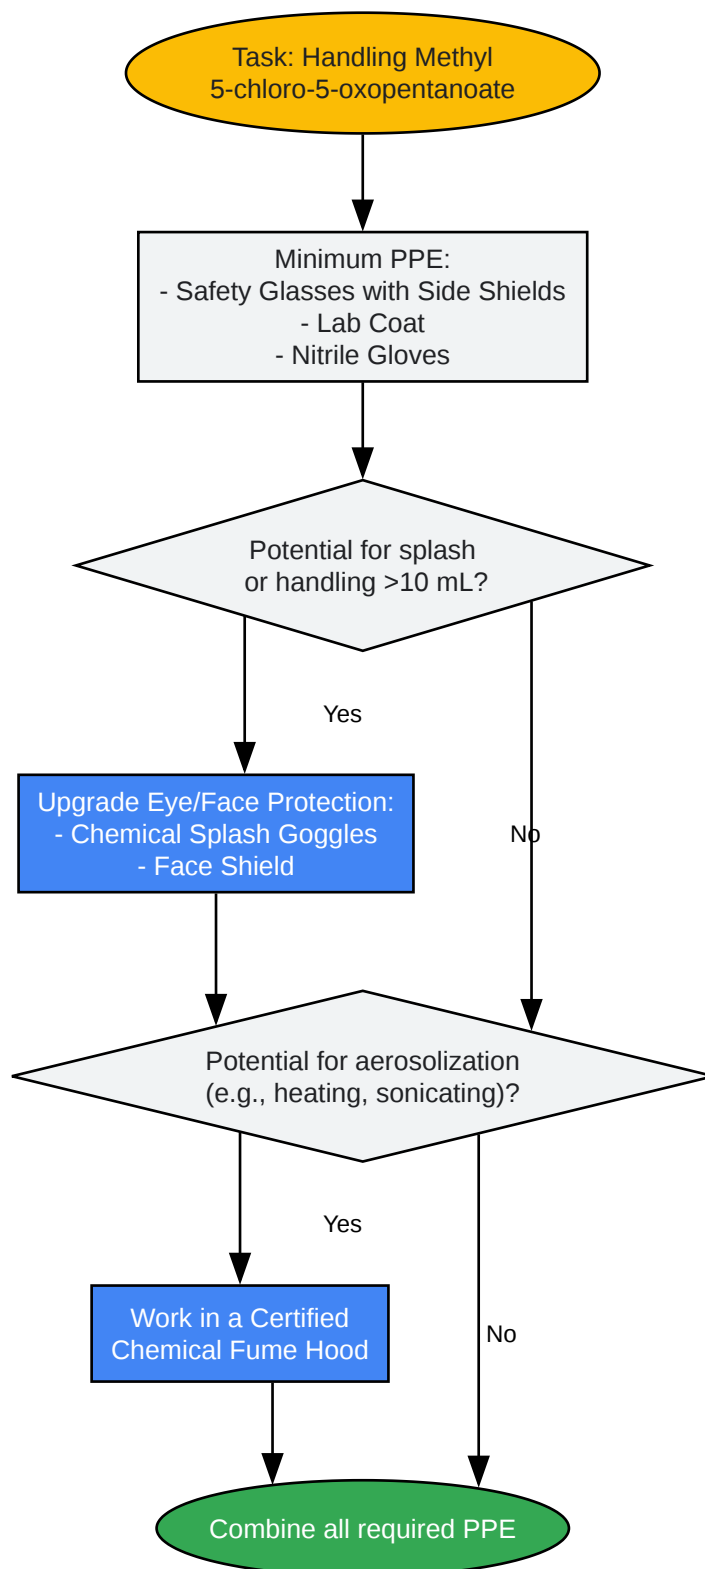 Task: Handling Methyl
5-chloro-5-oxopentanoate
Minimum PPE:
- Safety Glasses with Side Shields
- Lab Coat
- Nitrile Gloves
Potential for splash
or handling >10 mL?
Yes
Upgrade Eye/Face Protection:
- Chemical Splash Goggles
- Face Shield
No
Potential for aerosolization
(e.g., heating, sonicating)?
Yes
Work in a Certified
Chemical Fume Hood
No
Combine all required PPE